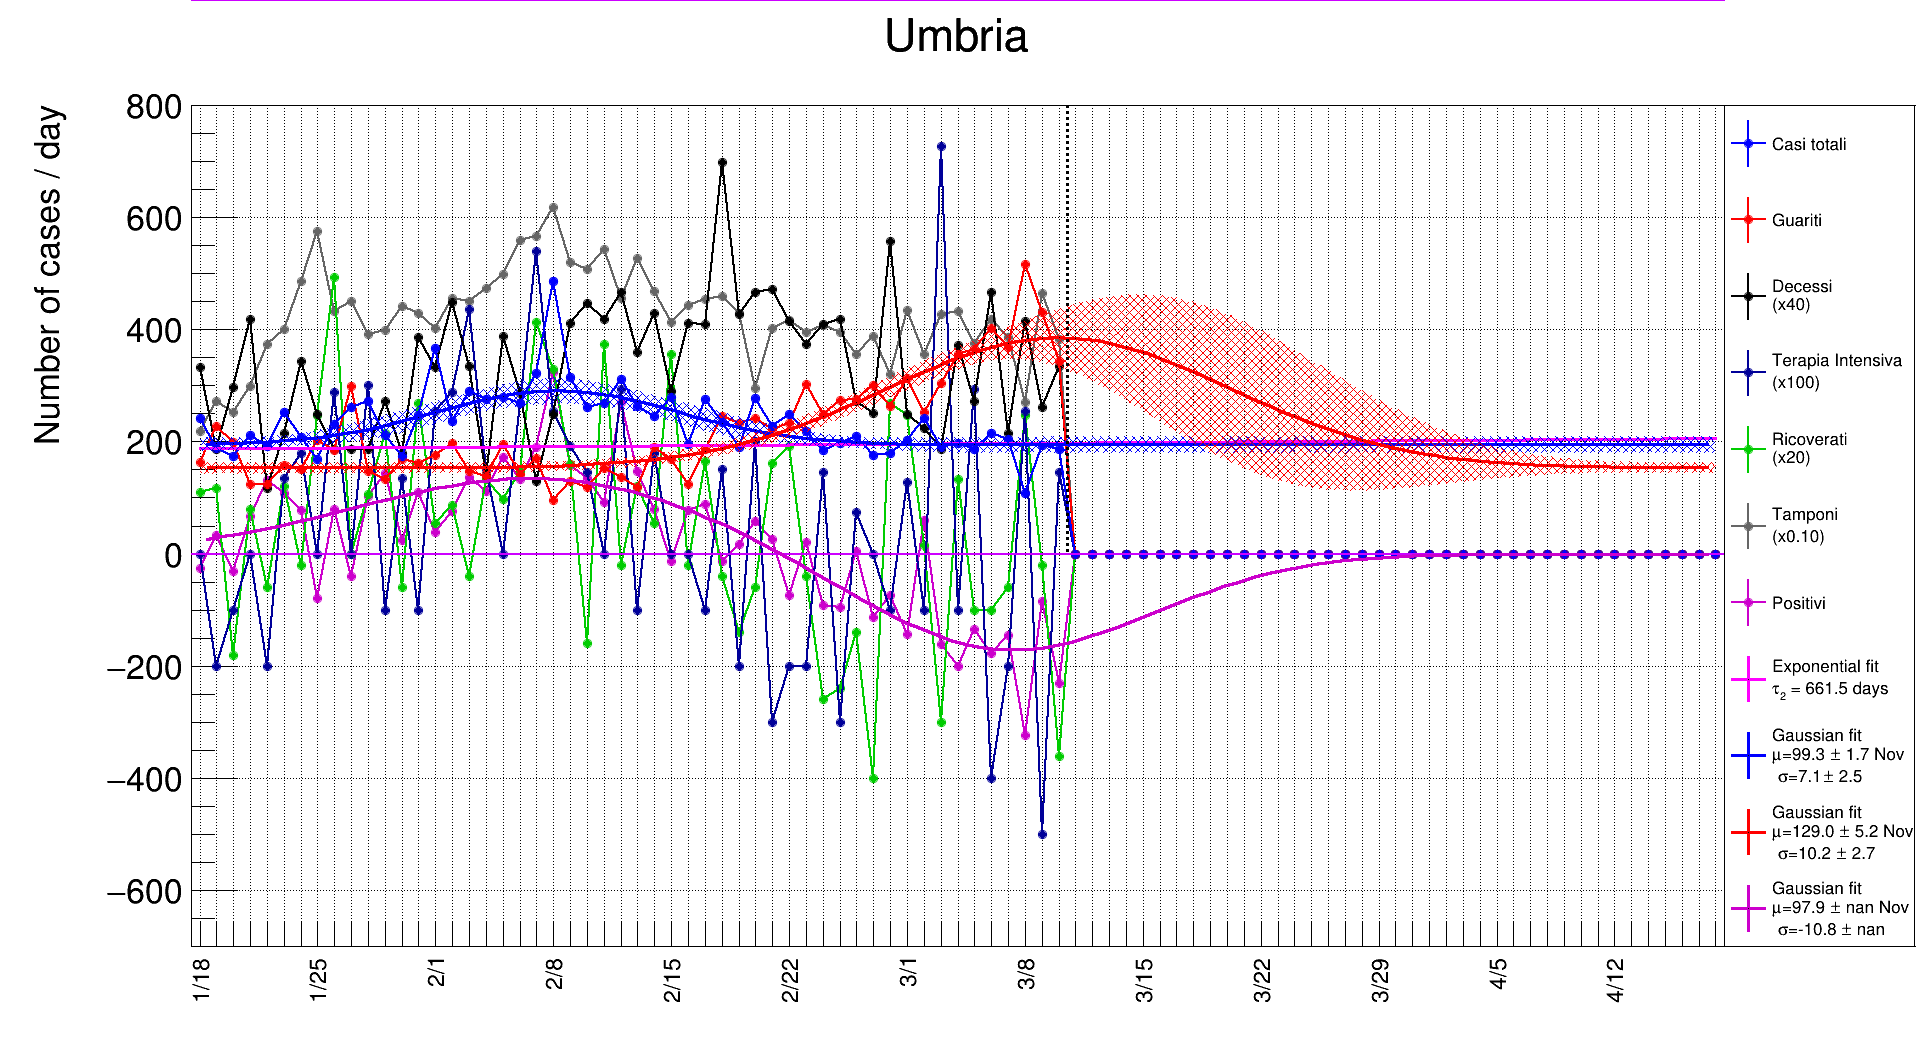 Umbria
Number of cases / day
800
600
400
200
0
−200
−400
−600
1/18
1/25
2/1
2/8
2/15
2/22
3/1
3/8
3/15
3/22
3/29
4/5
4/12
Casi totali
Guariti
Decessi
(x40)
Terapia Intensiva
(x100)
Ricoverati
(x20)
Tamponi
(x0.10)
Positivi
Exponential fit
τ2 = 661.5 days
Gaussian fit
μ=99.3 ± 1.7 Nov
σ=7.1 ± 2.5
Gaussian fit
μ=129.0 ± 5.2 Nov
σ=10.2 ± 2.7
Gaussian fit
μ=97.9 ± nan Nov
σ=-10.8 ± nan